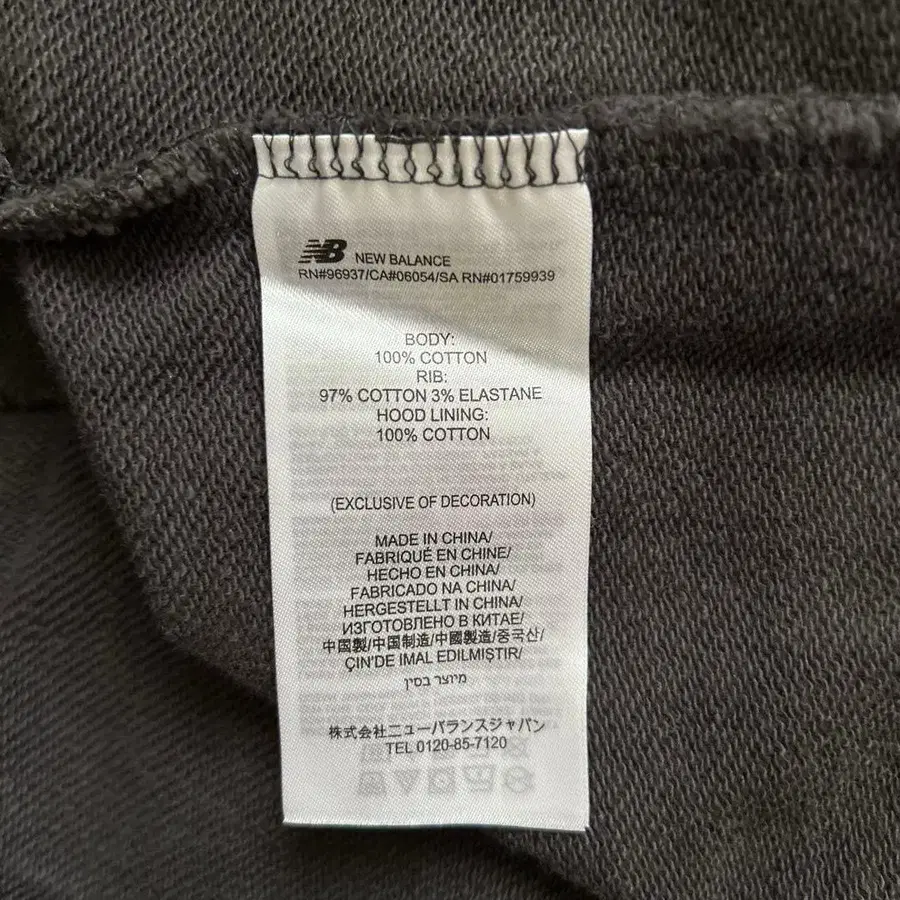 NB NEW BALANCE
RN#96937/CA#06054/SA RN#01759939
BODY:
100% COTTON
RIB:
97% COTTON 3% ELASTANE
HOOD LINING:
100% COTTON
(EXCLUSIVE OF DECORATION)
MADE IN CHINA/
FABRIQUÉ EN CHINE/
HECHO EN CHINA/
FABRICADO NA CHINA/
HERGESTELLT IN CHINA/
ИЗГОТОВЛЕНО В КИТАЕ/
中国製/中国制造/中國製造/중국산/
ÇIN'DE IMAL EDILMIŞTIR/
מיוצר בסין
株式会社ニューバランスジャパン
TEL 0120-85-7120